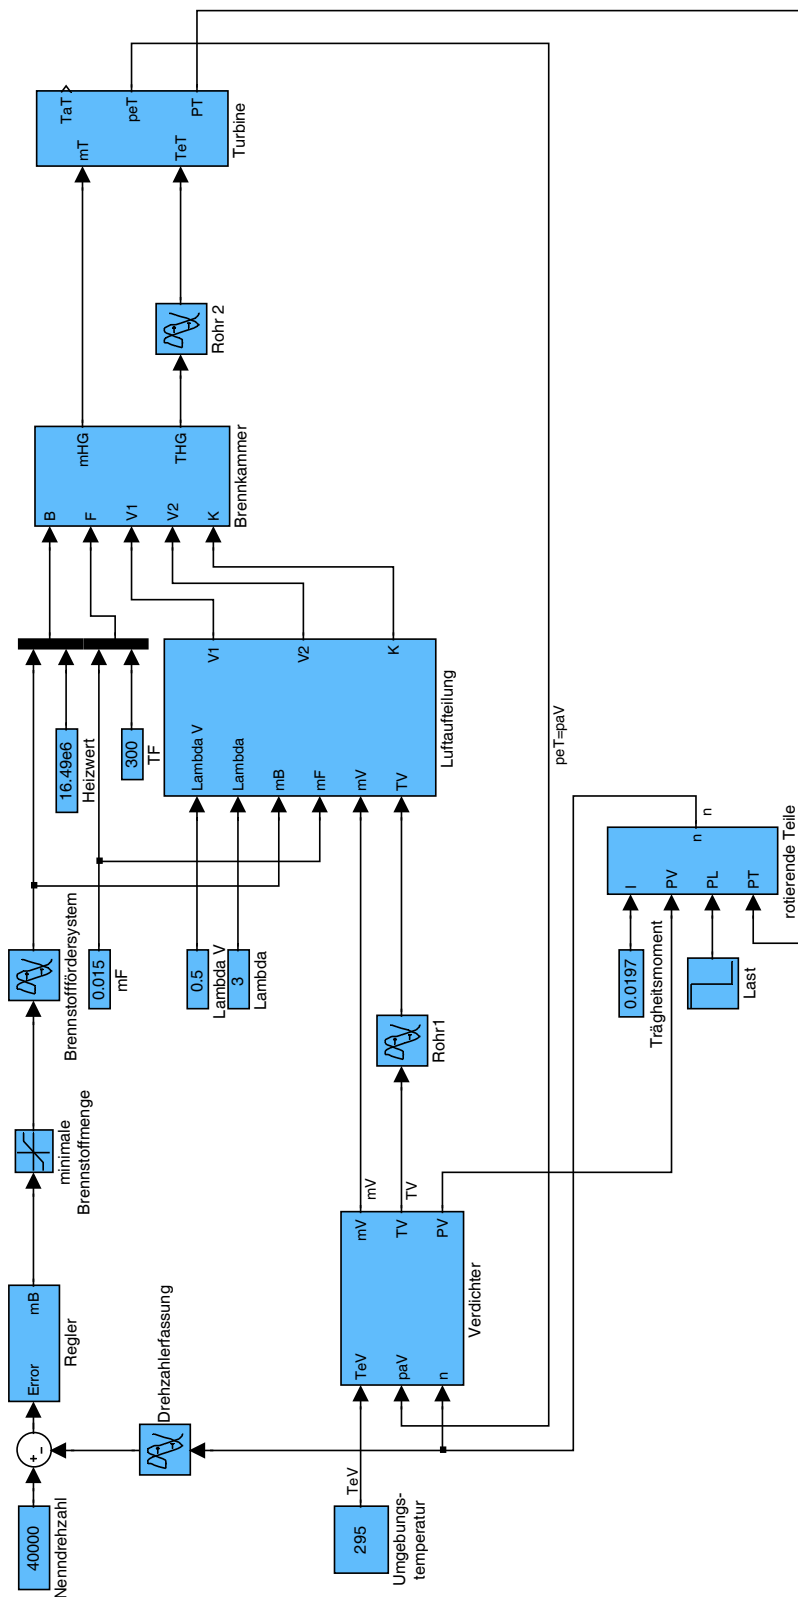 40000
Nenndrehzahl
+
-
Error
mB
Regler
minimale
Brennstoffmenge
Brennstofffördersystem
16.49e6
Heizwert
0.015
mF
300
TF
B
F
V1
V2
K
mHG
THG
Brennkammer
Rohr 2
mT
TeT
TaT
peT
PT
Turbine
Drehzahlerfassung
0.5
Lambda V
3
Lambda
Lambda V
Lambda
mB
mF
mV
TV
V1
V2
K
Luftaufteilung
295
Umgebungs-
temperatur
TeV
TeV
paV
n
mV
TV
PV
Verdichter
mV
TV
Rohr1
peT=paV
0.0197
Trägheitsmoment
Last
I
PV
PL
PT
n
rotierende Teile
n